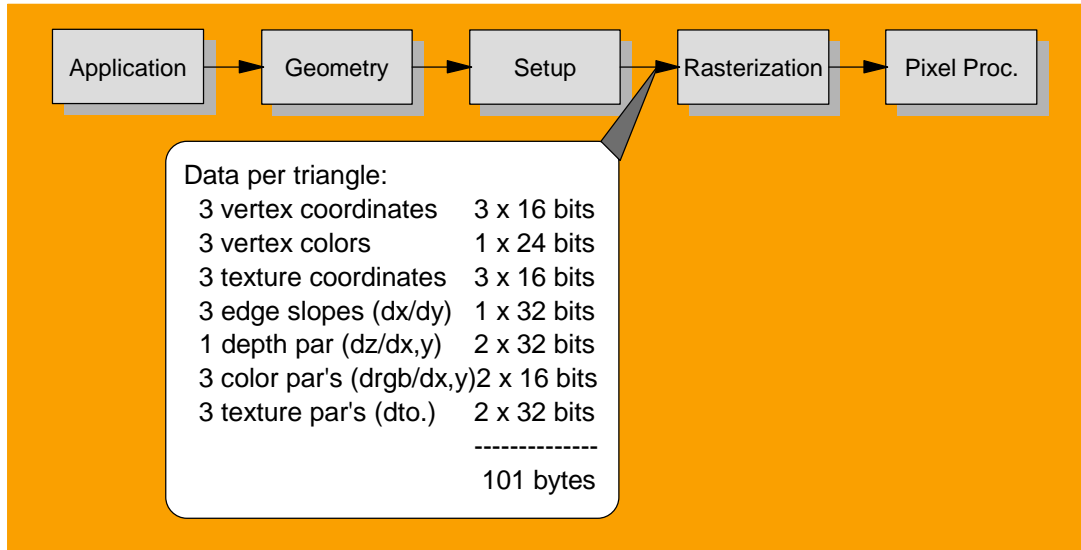 Application
Geometry
Setup
Rasterization
Pixel Proc.
Data per triangle:
3 vertex coordinates 3 x 16 bits
3 vertex colors 1 x 24 bits
3 texture coordinates 3 x 16 bits
3 edge slopes (dx/dy) 1 x 32 bits
1 depth par (dz/dx,y) 2 x 32 bits
3 color par's (drgb/dx,y)2 x 16 bits
3 texture par's (dto.) 2 x 32 bits
--------------
101 bytes